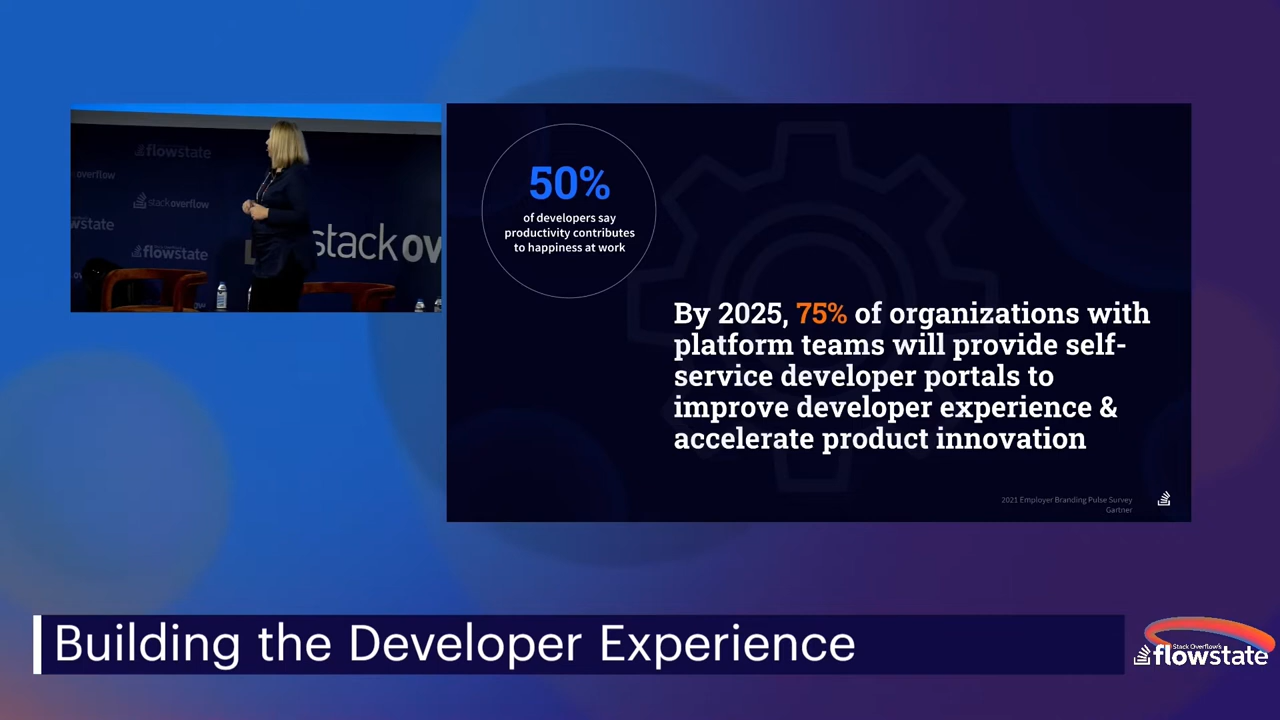 flowstate
overflow
stackoverflow
flowstate
stack ov
50%
of developers say
productivity contributes
to happiness at work
By 2025, 75% of organizations with
platform teams will provide self-
service developer portals to
improve developer experience &
accelerate product innovation
2021 Employer Branding Pulse Survey
Gartner
Building the Developer Experience
Stack Overflow's
flowstate